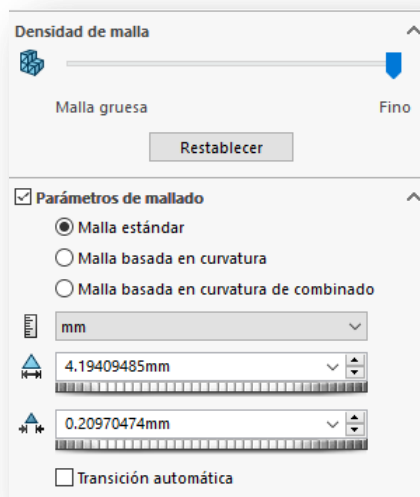 Densidad de malla
Malla gruesa Fino
Restablecer
Parámetros de mallado
Malla estándar
Malla basada en curvatura
Malla basada en curvatura de combinado
mm
4.19409485mm
0.20970474mm
Transición automática